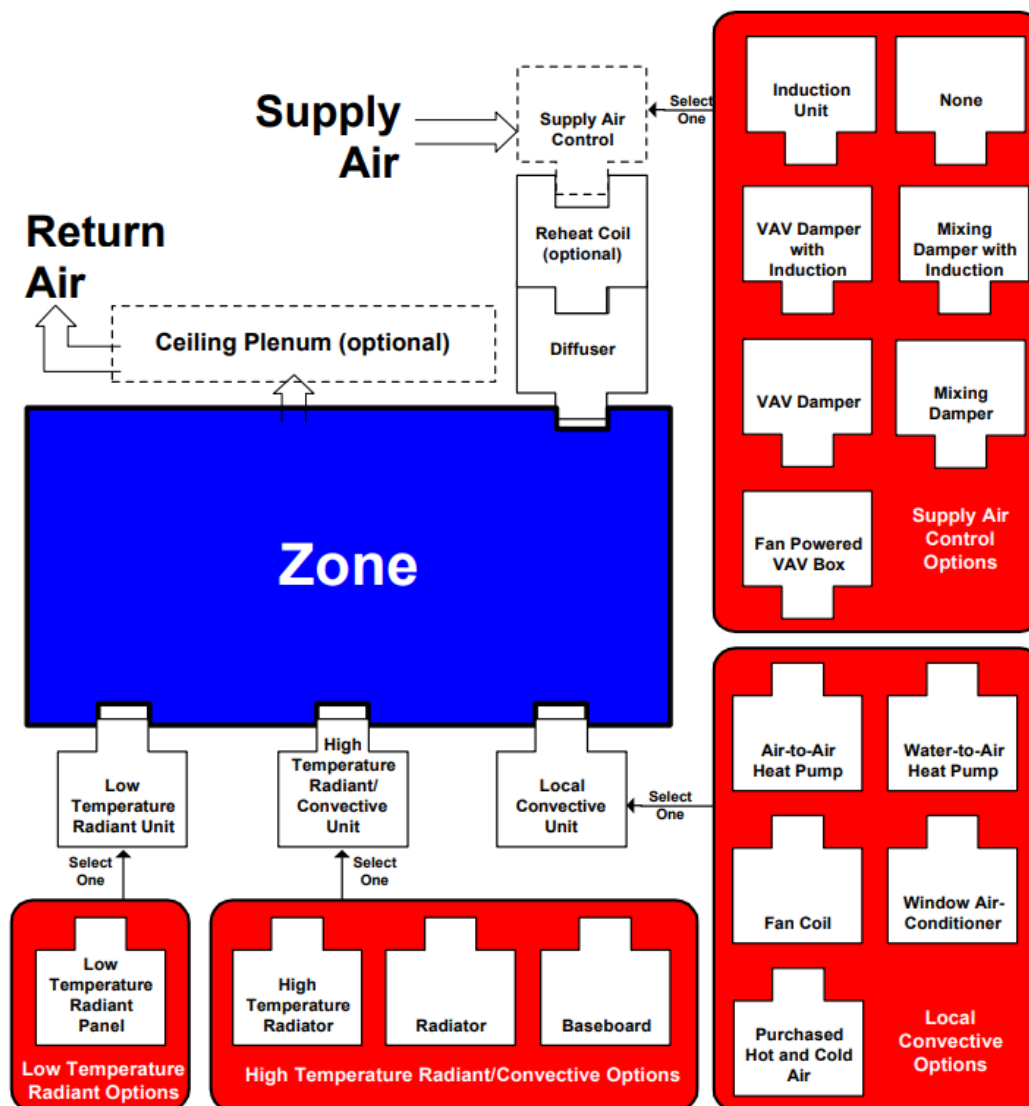 Supply
Air
Supply Air
Control
Select
One
Induction
Unit
None
Reheat Coil
(optional)
VAV Damper
with
Induction
Mixing
Damper with
Induction
Return
Air
Ceiling Plenum (optional)
Diffuser
VAV Damper
Mixing
Damper
Fan Powered
VAV Box
Supply Air
Control
Options
Zone
Low
Temperature
Radiant Unit
High
Temperature
Radiant/
Convective
Unit
Local
Convective
Unit
Select
One
Air-to-Air
Heat Pump
Water-to-Air
Heat Pump
Fan Coil
Window Air-
Conditioner
Purchased
Hot and Cold
Air
Local
Convective
Options
Select
One
Select
One
Low
Temperature
Radiant
Panel
Low Temperature
Radiant Options
High
Temperature
Radiator
Radiator
Baseboard
High Temperature Radiant/Convective Options